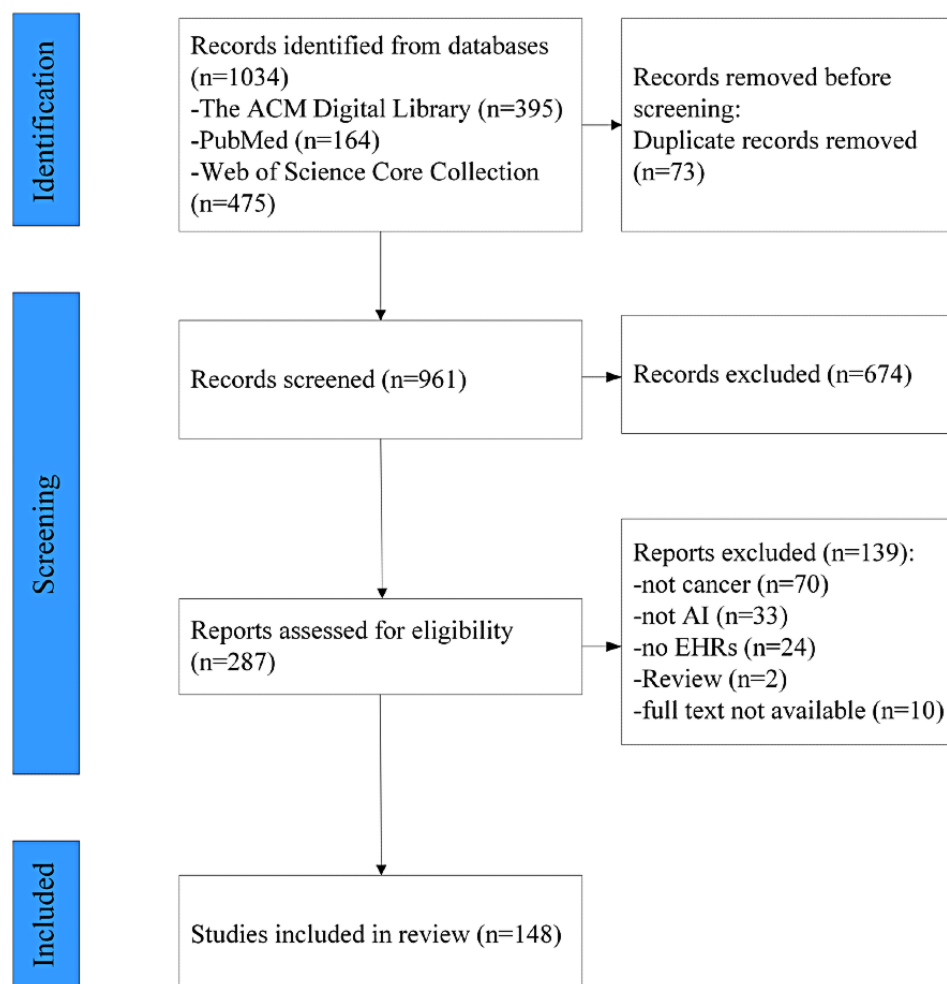 Identification
Records identified from databases
(n=1034)
-The ACM Digital Library (n=395)
-PubMed (n=164)
-Web of Science Core Collection
(n=475)
Records removed before
screening:
Duplicate records removed
(n=73)
Screening
Records screened (n=961)
Records excluded (n=674)
Reports assessed for eligibility
(n=287)
Reports excluded (n=139):
-not cancer (n=70)
-not AI (n=33)
-no EHRs (n=24)
-Review (n=2)
-full text not available (n=10)
Included
Studies included in review (n=148)